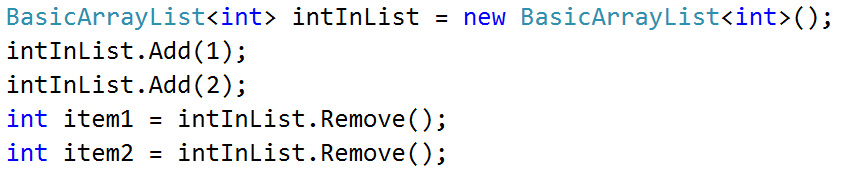 BasicArrayList<int> intInList = new BasicArrayList<int>();
intInList.Add(1);
intInList.Add(2);
int item1 = intInList.Remove();
int item2 = intInList.Remove();